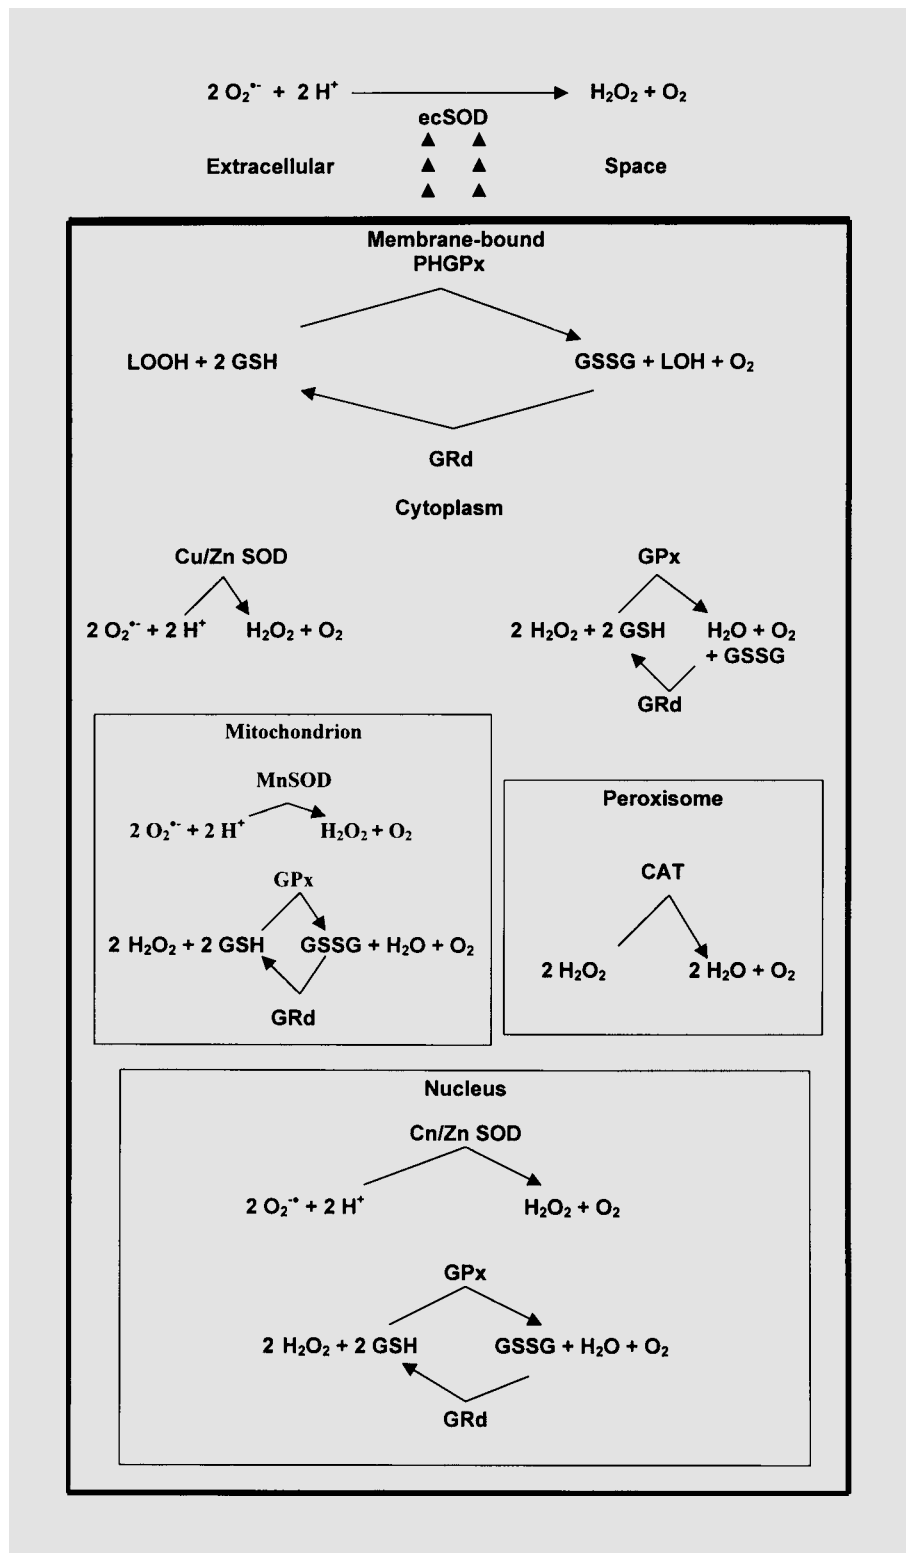 2 O₂•⁻ + 2 H⁺ H₂O₂ + O₂
ecSOD
Extracellular Space
Membrane-bound
PHGPx
LOOH + 2 GSH GSSG + LOH + O₂
GRd
Cytoplasm
Cu/Zn SOD GPx
2 O₂•⁻ + 2 H⁺ H₂O₂ + O₂ 2 H₂O₂ + 2 GSH H₂O + O₂
+ GSSG
GRd
Mitochondrion
MnSOD
2 O₂•⁻ + 2 H⁺ H₂O₂ + O₂
GPx
2 H₂O₂ + 2 GSH GSSG + H₂O + O₂
GRd
Peroxisome
CAT
2 H₂O₂ 2 H₂O + O₂
Nucleus
Cn/Zn SOD
2 O₂⁻• + 2 H⁺ H₂O₂ + O₂
GPx
2 H₂O₂ + 2 GSH GSSG + H₂O + O₂
GRd